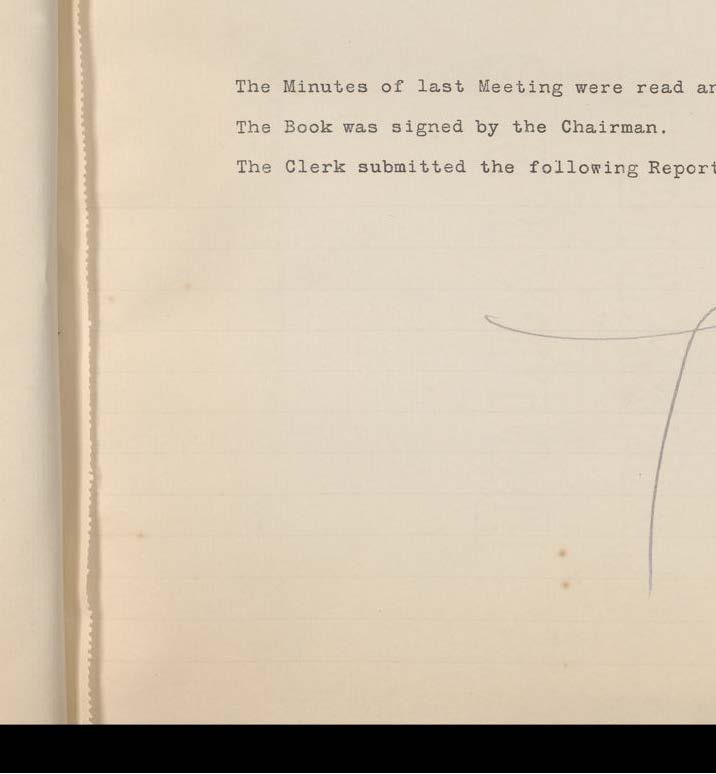 The Minutes of last Meeting were read
The Book was signed by the Chairman.
The Clerk submitted the following Report